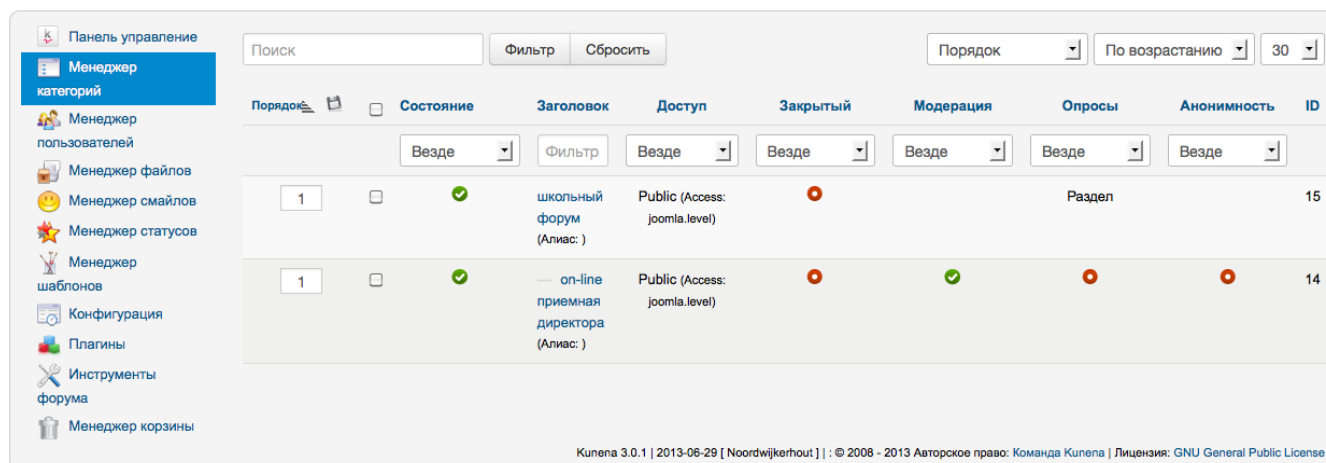 Панель управление
Менеджер
категорий
Менеджер
пользователей
Менеджер файлов
Менеджер смайлов
Менеджер статусов
Менеджер
шаблонов
Конфигурация
Плагины
Инструменты
форума
Менеджер корзины
Поиск Фильтр Сбросить Порядок По возрастанию 30
Порядок Состояние Заголовок Доступ Закрытый Модерация Опросы Анонимность ID
Везде Фильтр Везде Везде Везде Везде Везде
1 школьный Public (Access: Раздел 15
форум joomla.level)
(Алиас: )
1 — on-line Public (Access: 14
приемная joomla.level)
директора
(Алиас: )
Kunena 3.0.1 | 2013-06-29 [ Noordwijkerhout ] | : © 2008 - 2013 Авторское право: Команда Kunena | Лицензия: GNU General Public License